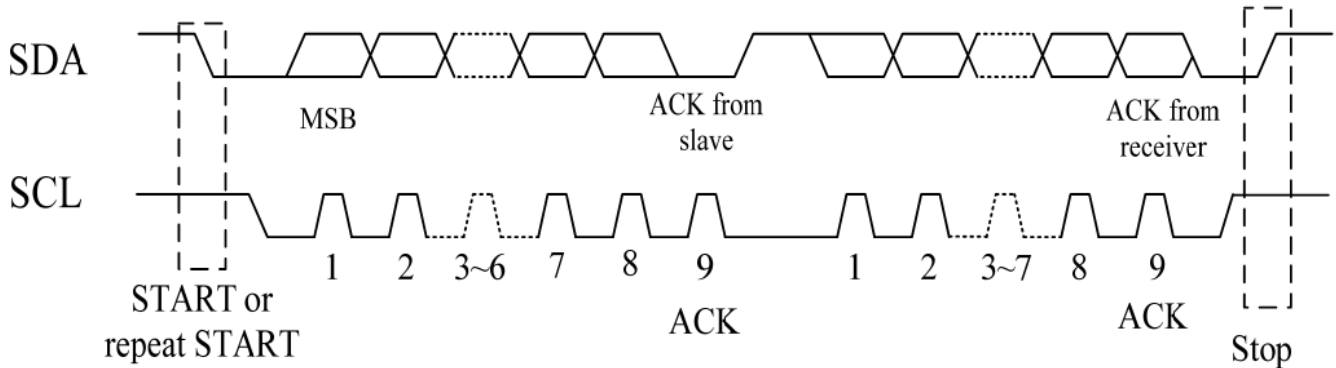 SDA
MSB
ACK from
slave
ACK from
receiver
SCL
1 2 3~6 7 8 9 1 2 3~7 8 9
START or
repeat START
ACK
ACK
Stop